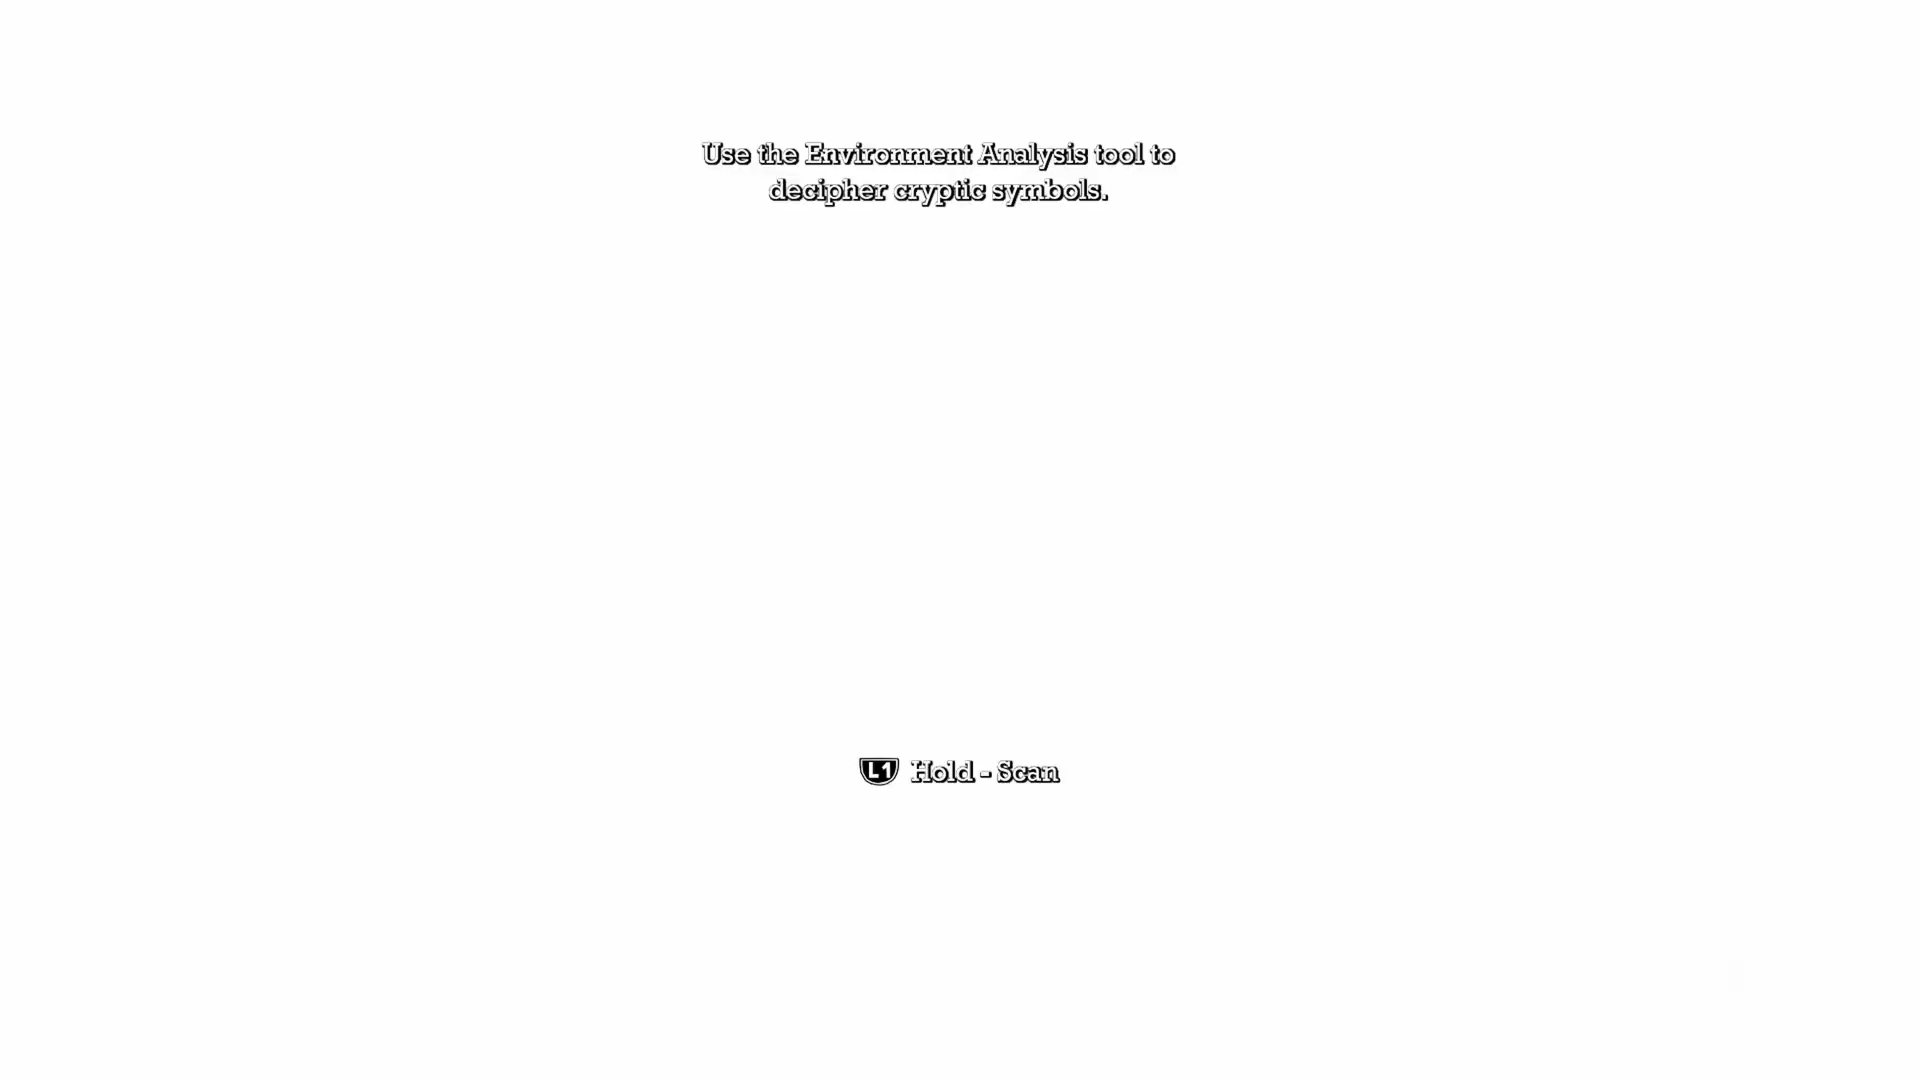 Use the Environment Analysis tool to
decipher cryptic symbols.
L1 Hold - Scan